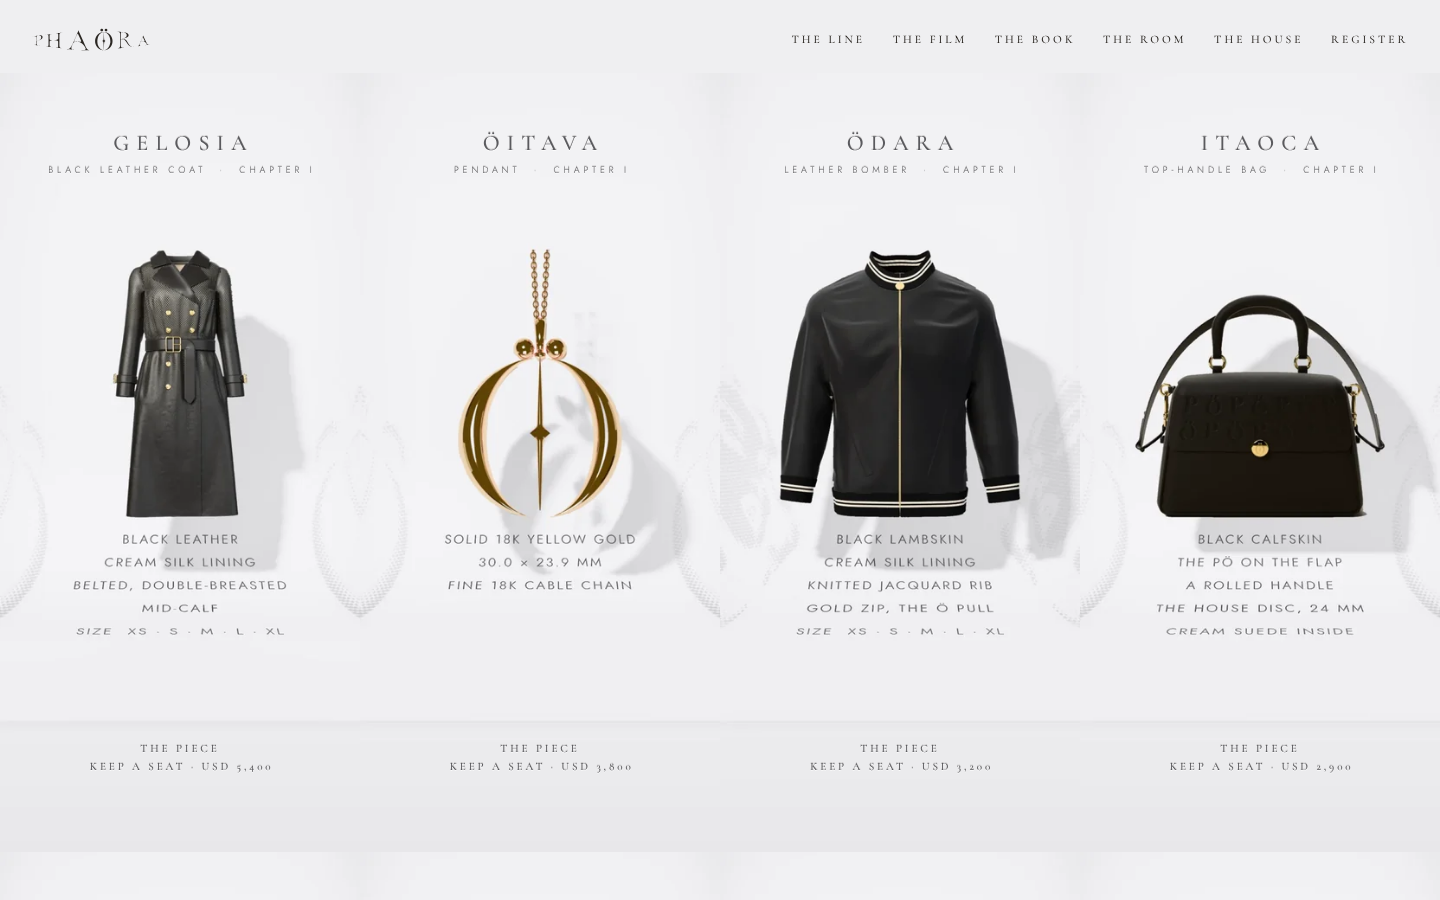 PHAÖRA
THE LINE
THE FILM
THE BOOK
THE ROOM
THE HOUSE
REGISTER
GELOSIA
BLACK LEATHER COAT · CHAPTER I
BLACK LEATHER
CREAM SILK LINING
BELTED, DOUBLE-BREASTED
MID-CALF
SIZE XS · S · M · L · XL
THE PIECE
KEEP A SEAT · USD 5,400
ÖITAVA
PENDANT · CHAPTER I
SOLID 18K YELLOW GOLD
30.0 × 23.9 MM
FINE 18K CABLE CHAIN
THE PIECE
KEEP A SEAT · USD 3,800
ÖDARA
LEATHER BOMBER · CHAPTER I
BLACK LAMBSKIN
CREAM SILK LINING
KNITTED JACQUARD RIB
GOLD ZIP, THE Ö PULL
SIZE XS · S · M · L · XL
THE PIECE
KEEP A SEAT · USD 3,200
ITAOCA
TOP-HANDLE BAG · CHAPTER I
BLACK CALFSKIN
THE PÖ ON THE FLAP
A ROLLED HANDLE
THE HOUSE DISC, 24 MM
CREAM SUEDE INSIDE
THE PIECE
KEEP A SEAT · USD 2,900